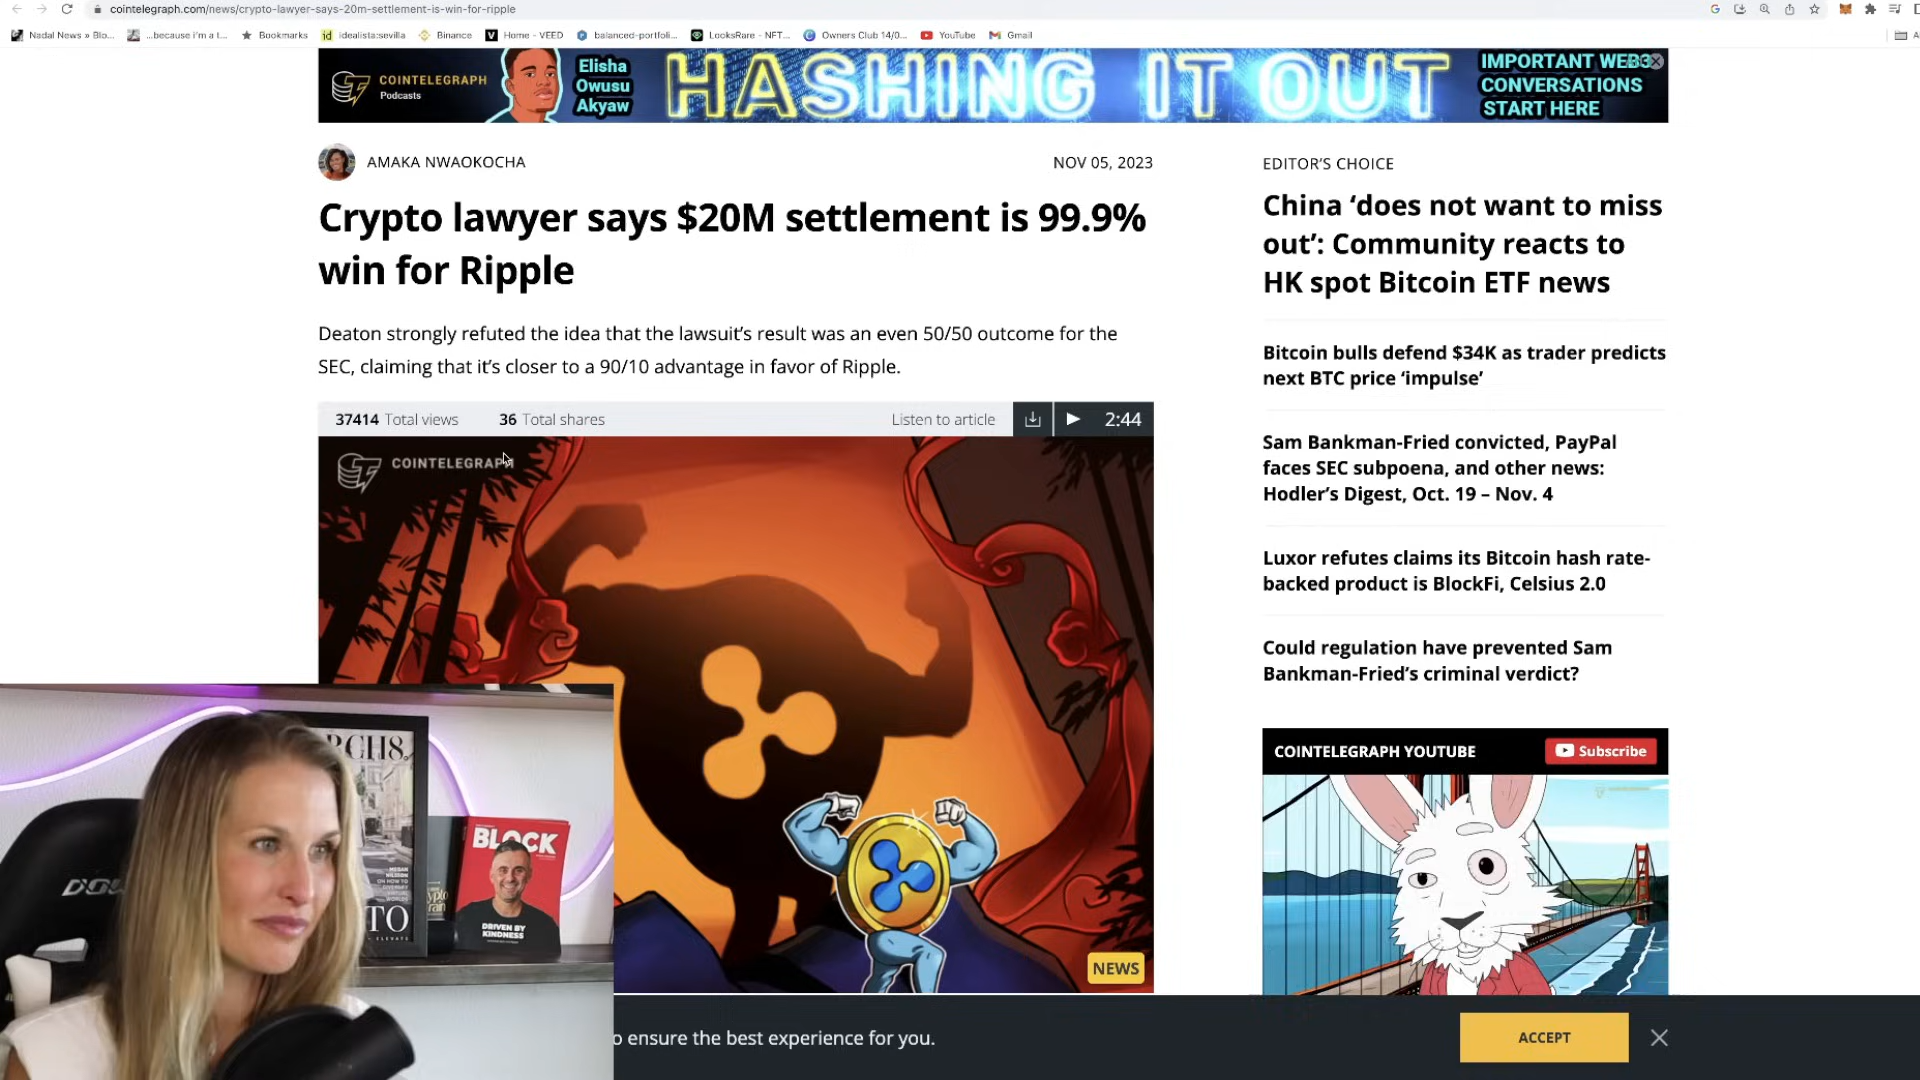 cointelegraph.com/news/crypto-lawyer-says-20m-settlement-is-win-for-ripple
Nadal News » Blo...
...because i'm a t...
Bookmarks
idealista:sevilla
Binance
Home - VEED
balanced-portfoli...
LooksRare - NFT...
Owners Club 14/0...
YouTube
Gmail
COINTELEGRAPH
Podcasts
Elisha
Owusu
Akyaw
HASHING IT OUT
IMPORTANT WEB3
CONVERSATIONS
START HERE
AMAKA NWAOKOCHA
NOV 05, 2023
Crypto lawyer says $20M settlement is 99.9%
win for Ripple
Deaton strongly refuted the idea that the lawsuit's result was an even 50/50 outcome for the
SEC, claiming that it's closer to a 90/10 advantage in favor of Ripple.
37414 Total views
36 Total shares
Listen to article
2:44
COINTELEGRAPH
NEWS
EDITOR'S CHOICE
China ‘does not want to miss
out’: Community reacts to
HK spot Bitcoin ETF news
Bitcoin bulls defend $34K as trader predicts
next BTC price ‘impulse’
Sam Bankman-Fried convicted, PayPal
faces SEC subpoena, and other news:
Hodler's Digest, Oct. 19 – Nov. 4
Luxor refutes claims its Bitcoin hash rate-
backed product is BlockFi, Celsius 2.0
Could regulation have prevented Sam
Bankman-Fried's criminal verdict?
COINTELEGRAPH YOUTUBE
Subscribe
BLOCK
DRIVEN BY
KINDNESS
o ensure the best experience for you.
ACCEPT